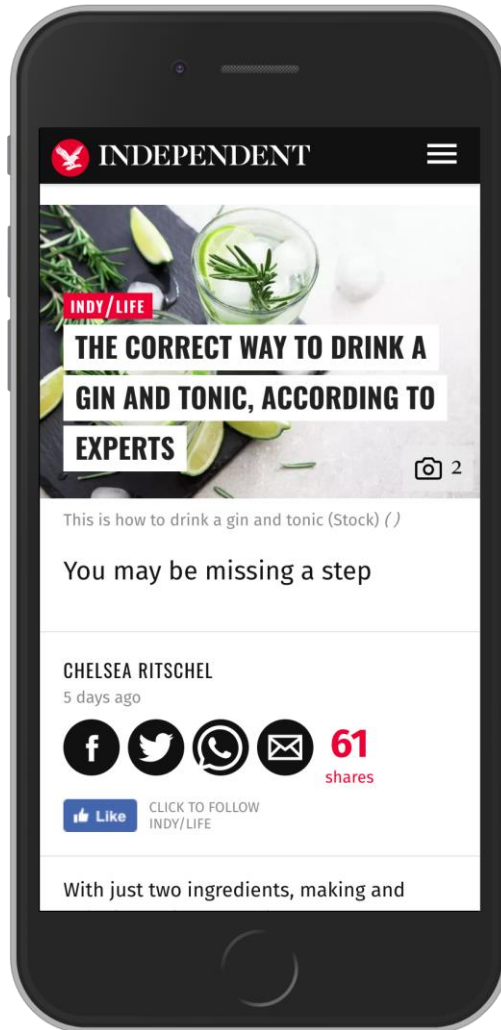 INDEPENDENT
INDY/LIFE
THE CORRECT WAY TO DRINK A
GIN AND TONIC, ACCORDING TO
EXPERTS
2
This is how to drink a gin and tonic (Stock) ( )
You may be missing a step
CHELSEA RITSCHEL
5 days ago
f
61
shares
Like
CLICK TO FOLLOW
INDY/LIFE
With just two ingredients, making and